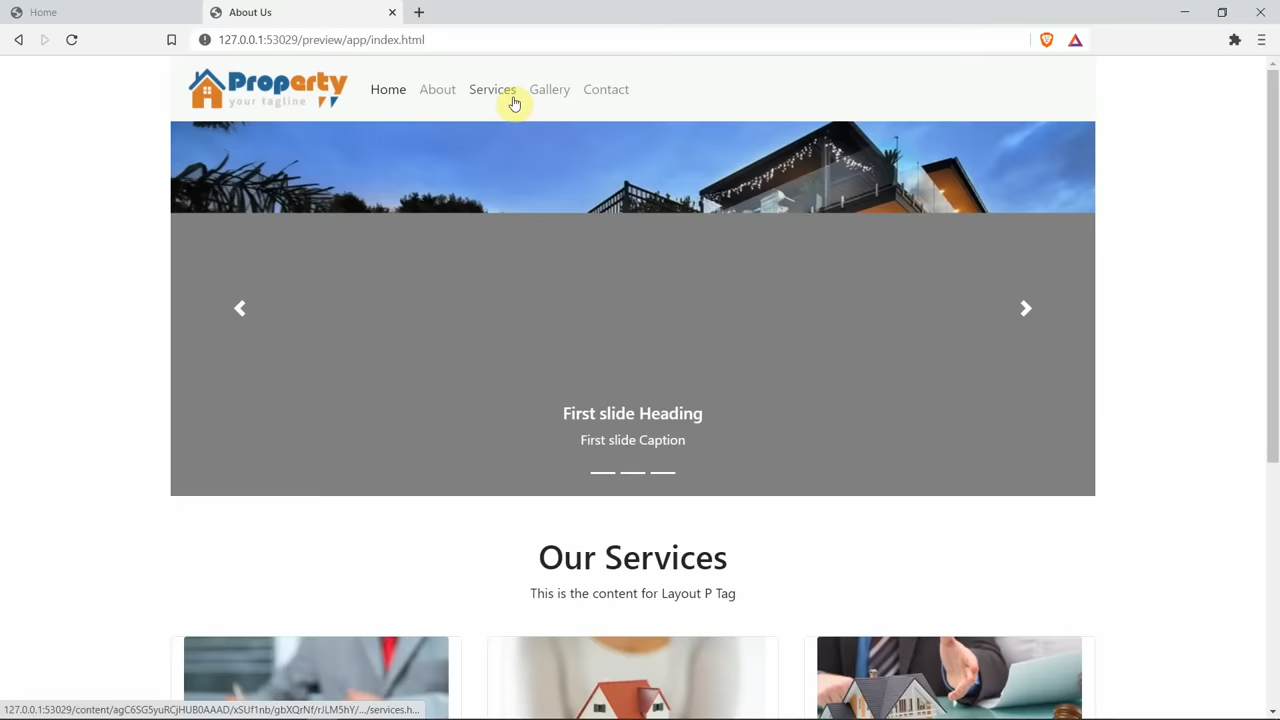 Home
About Us
127.0.0.1:53029/preview/app/index.html
Property
your tagline
Home About Services Gallery Contact
First slide Heading
First slide Caption
Our Services
This is the content for Layout P Tag
127.0.0.1:53029/content/agC6SG5yuRCjHUB0AAAD/xSUf1nb/gbXQrNf/rJLM5hY/.../services.h...